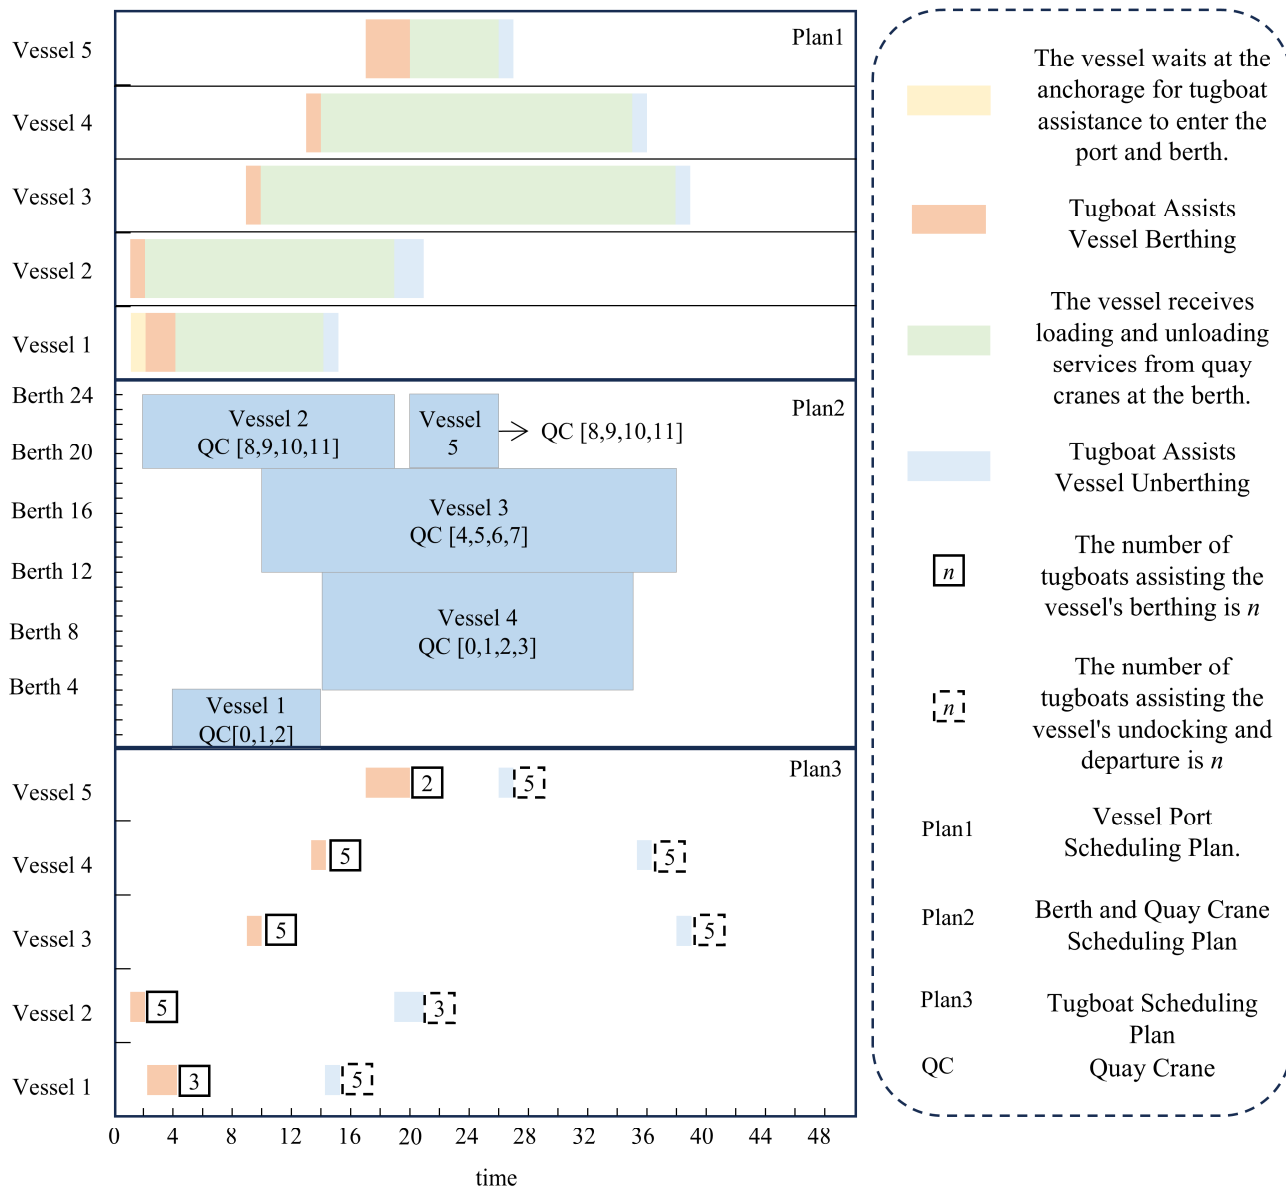 Plan1
Vessel 5
Vessel 4
Vessel 3
Vessel 2
Vessel 1
Plan2
Berth 24
Berth 20
Berth 16
Berth 12
Berth 8
Berth 4
Vessel 2
QC [8,9,10,11]
Vessel
5
QC [8,9,10,11]
Vessel 3
QC [4,5,6,7]
Vessel 4
QC [0,1,2,3]
Vessel 1
QC[0,1,2]
Plan3
Vessel 5
2
5
Vessel 4
5
5
Vessel 3
5
5
Vessel 2
5
3
Vessel 1
3
5
0 4 8 12 16 20 24 28 32 36 40 44 48
time
The vessel waits at the
anchorage for tugboat
assistance to enter the
port and berth.
Tugboat Assists
Vessel Berthing
The vessel receives
loading and unloading
services from quay
cranes at the berth.
Tugboat Assists
Vessel Unberthing
n
The number of
tugboats assisting the
vessel's berthing is n
n
The number of
tugboats assisting the
vessel's undocking and
departure is n
Plan1
Vessel Port
Scheduling Plan.
Plan2
Berth and Quay Crane
Scheduling Plan
Plan3
Tugboat Scheduling
Plan
QC
Quay Crane